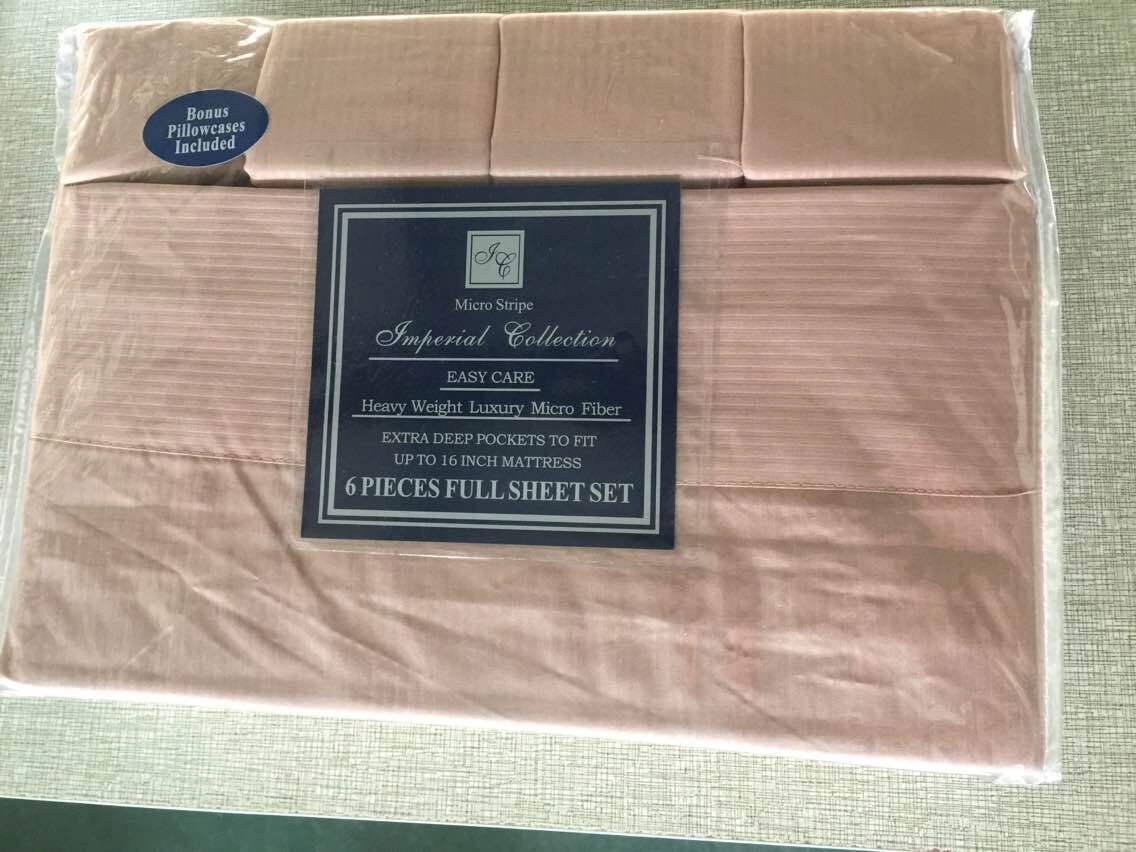 Bonus
Pillowcases
Included
IC
Micro Stripe
Imperial Collection
EASY CARE
Heavy Weight Luxury Micro Fiber
EXTRA DEEP POCKETS TO FIT
UP TO 16 INCH MATTRESS
6 PIECES FULL SHEET SET